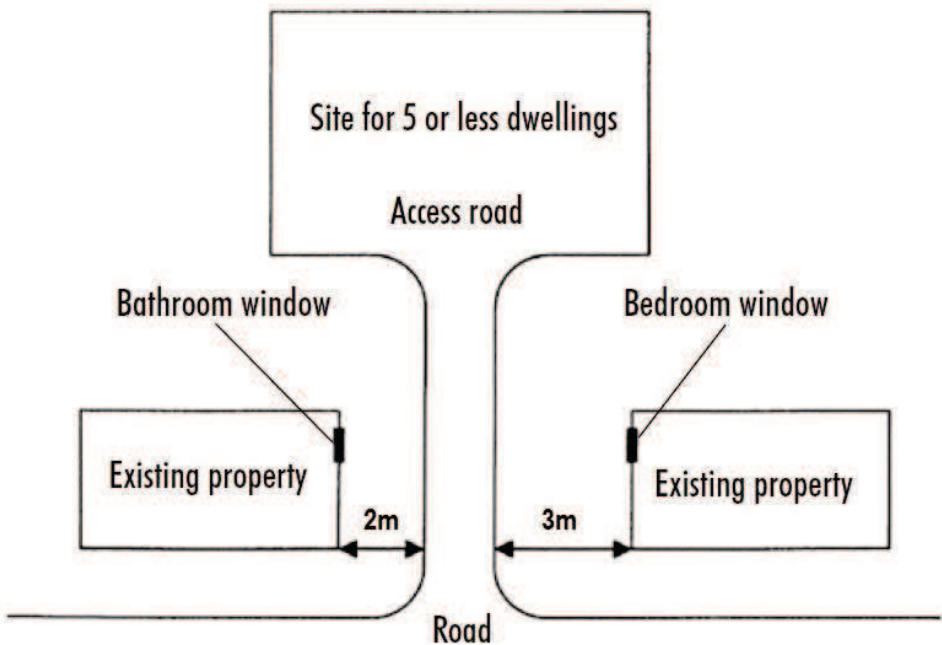 Site for 5 or less dwellings
Access road
Bathroom window
Bedroom window
Existing property
Existing property
2m
3m
Road